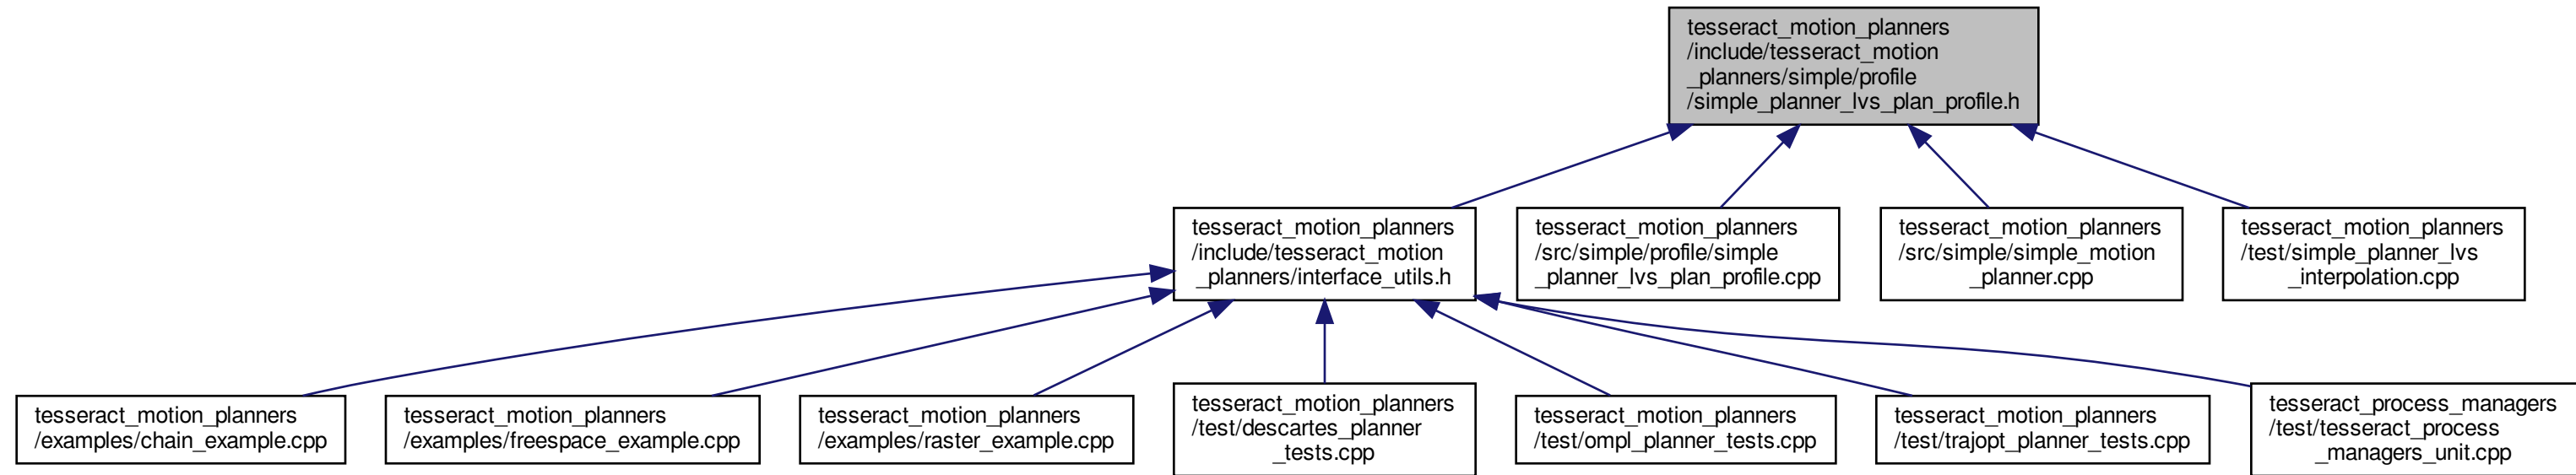 tesseract_motion_planners
/include/tesseract_motion
_planners/simple/profile
/simple_planner_lvs_plan_profile.h
tesseract_motion_planners
/include/tesseract_motion
_planners/interface_utils.h
tesseract_motion_planners
/src/simple/profile/simple
_planner_lvs_plan_profile.cpp
tesseract_motion_planners
/src/simple/simple_motion
_planner.cpp
tesseract_motion_planners
/test/simple_planner_lvs
_interpolation.cpp
tesseract_motion_planners
/examples/chain_example.cpp
tesseract_motion_planners
/examples/freespace_example.cpp
tesseract_motion_planners
/examples/raster_example.cpp
tesseract_motion_planners
/test/descartes_planner
_tests.cpp
tesseract_motion_planners
/test/ompl_planner_tests.cpp
tesseract_motion_planners
/test/trajopt_planner_tests.cpp
tesseract_process_managers
/test/tesseract_process
_managers_unit.cpp